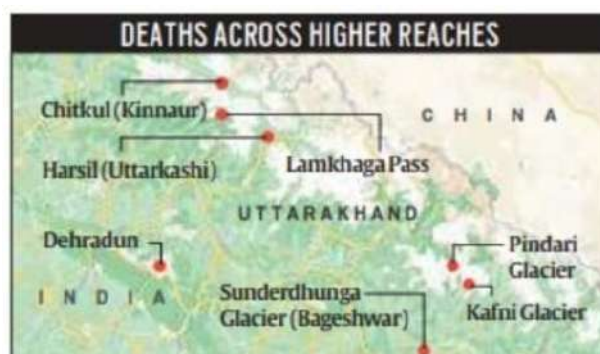 DEATHS ACROSS HIGHER REACHES
Chitkul (Kinnaur)
CHINA
Harsil (Uttarkashi)
Lamkhaga Pass
UTTARAKHAND
Dehradun
Pindari
Glacier
INDIA
Sunderdhunga
Glacier (Bageshwar)
Kafni Glacier